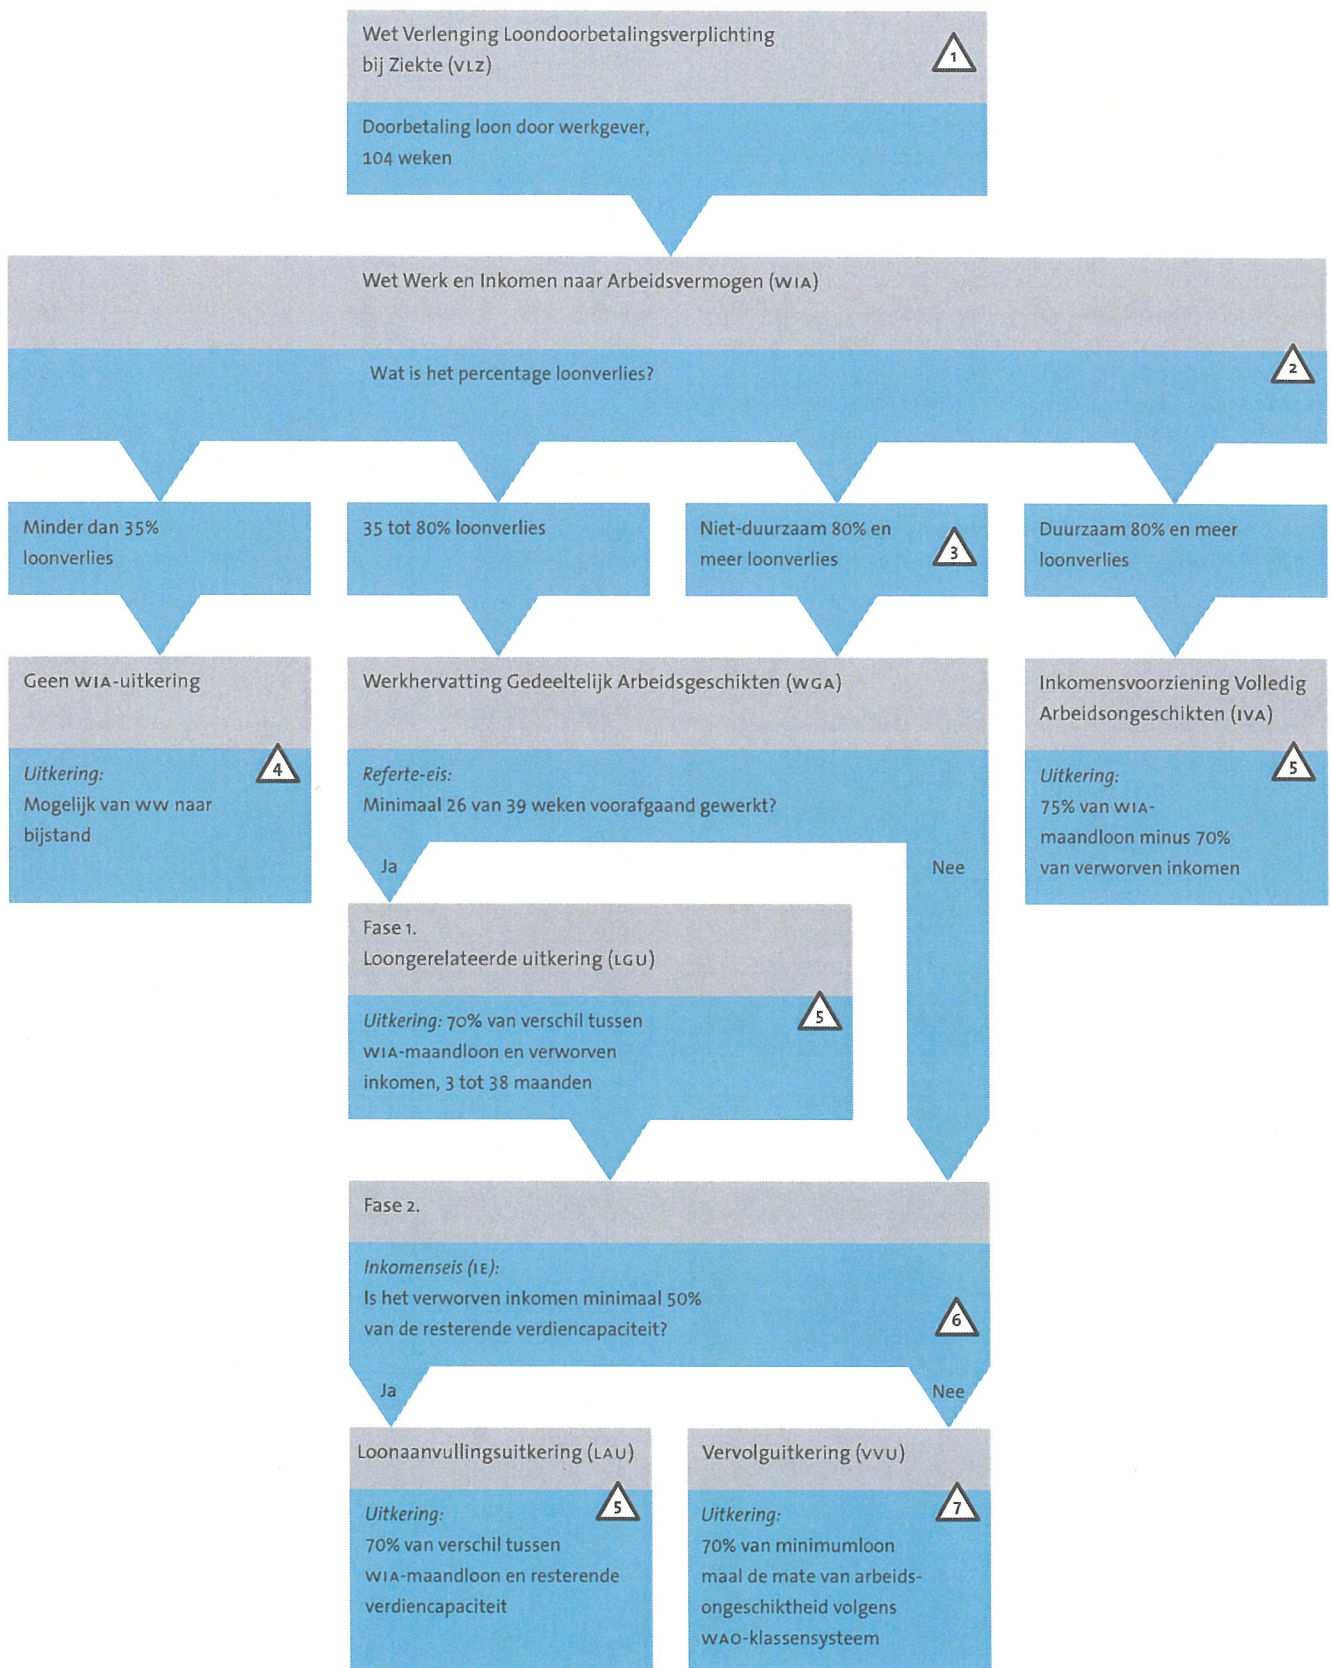 Wet Verlenging Loondoorbetalingsverplichting
bij Ziekte (VLZ)
1
Doorbetaling loon door werkgever,
104 weken
Wet Werk en Inkomen naar Arbeidsvermogen (WIA)
Wat is het percentage loonverlies?
2
Minder dan 35%
loonverlies
35 tot 80% loonverlies
Niet-duurzaam 80% en
meer loonverlies
3
Duurzaam 80% en meer
loonverlies
Geen WIA-uitkering
4
Uitkering:
Mogelijk van WW naar
bijstand
Werkhervatting Gedeeltelijk Arbeidsgeschikten (WGA)
Referte-eis:
Minimaal 26 van 39 weken voorafgaand gewerkt?
Ja
Nee
Inkomensvoorziening Volledig
Arbeidsongeschikten (IVA)
5
Uitkering:
75% van WIA-
maandloon minus 70%
van verworven inkomen
Fase 1.
Loongerelateerde uitkering (LGU)
5
Uitkering: 70% van verschil tussen
WIA-maandloon en verworven
inkomen, 3 tot 38 maanden
Fase 2.
Inkomenseis (IE):
Is het verworven inkomen minimaal 50%
van de resterende verdiencapaciteit?
6
Ja
Nee
Loonaanvullingsuitkering (LAU)
5
Uitkering:
70% van verschil tussen
WIA-maandloon en resterende
verdiencapaciteit
Vervolguitkering (VVU)
7
Uitkering:
70% van minimumloon
maal de mate van arbeids-
ongeschiktheid volgens
WAO-klassensysteem